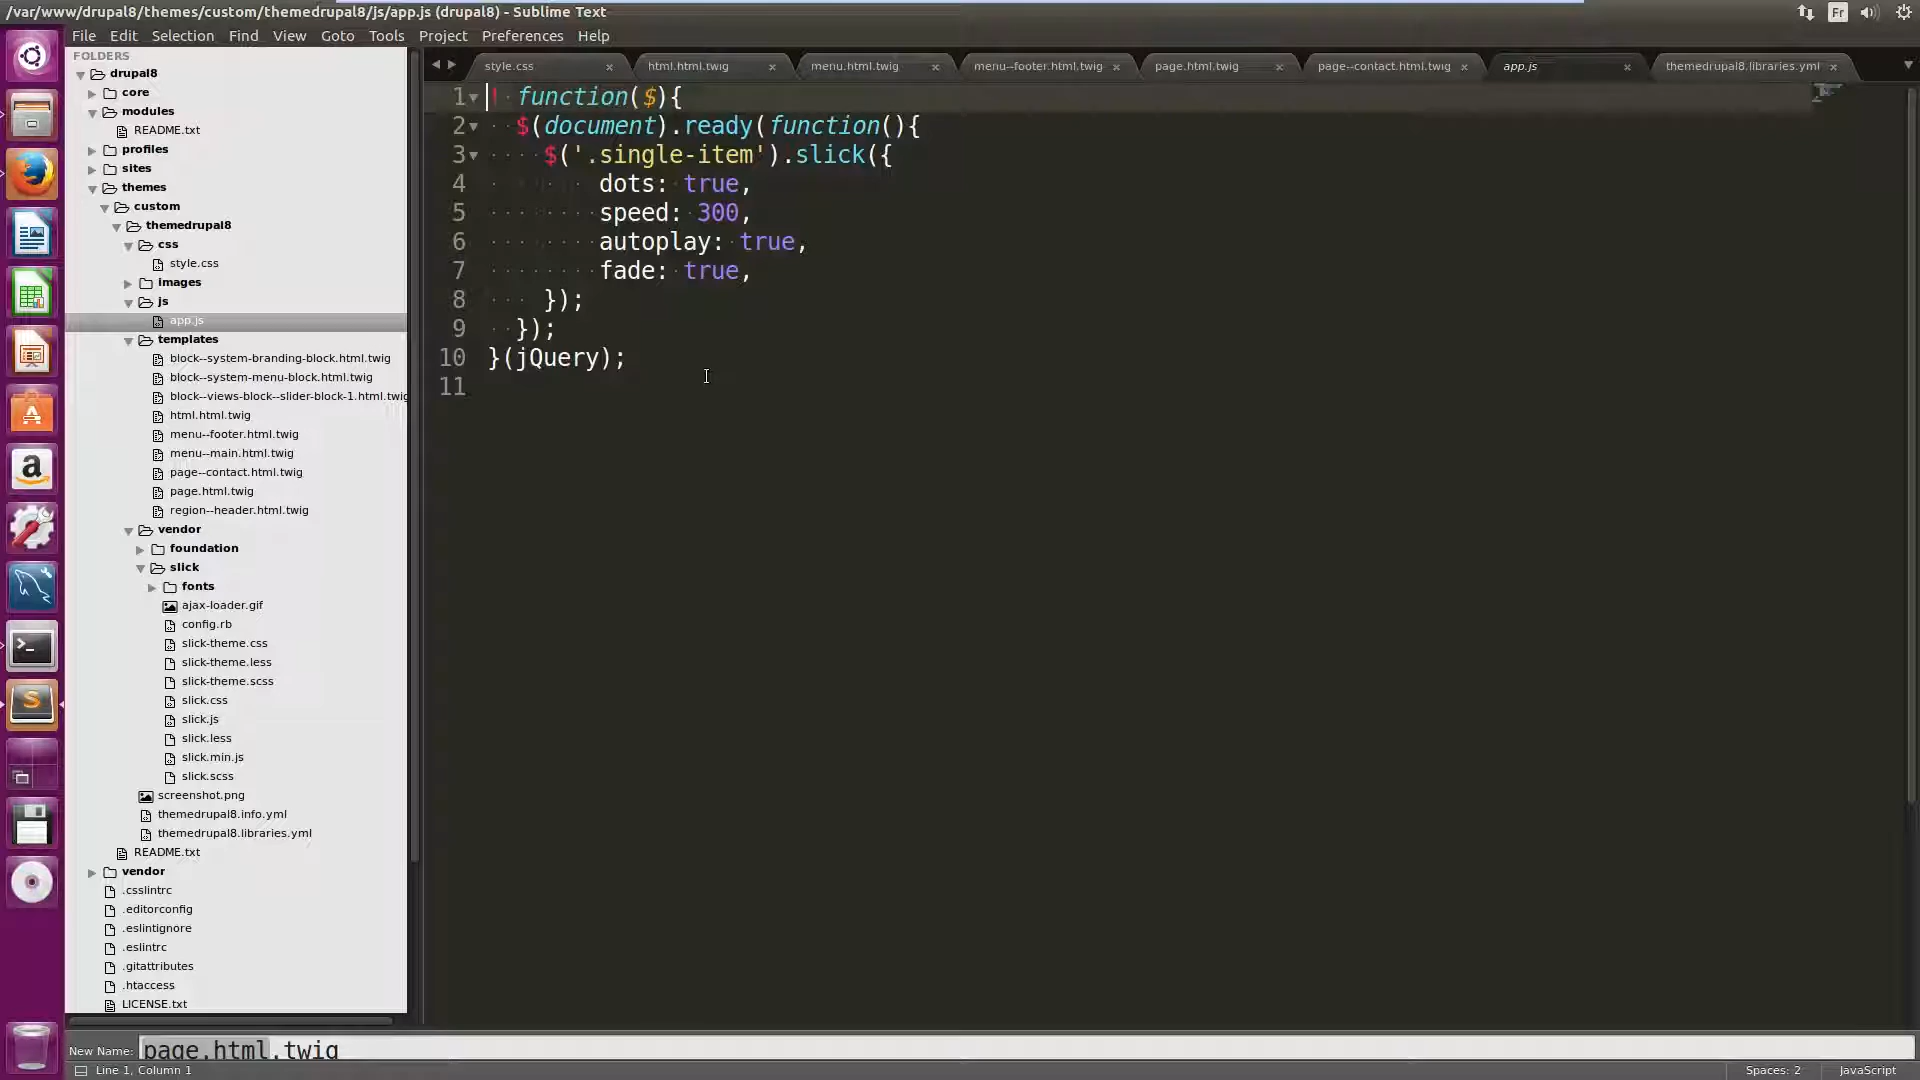 /var/www/drupal8/themes/custom/themedrupal8/js/app.js (drupal8) - Sublime Text
Fr
File Edit Selection Find View Goto Tools Project Preferences Help
FOLDERS
drupal8
core
modules
README.txt
profiles
sites
themes
custom
themedrupal8
css
style.css
images
js
app.js
templates
block--system-branding-block.html.twig
block--system-menu-block.html.twig
block--views-block--slider-block-1.html.twig
html.html.twig
menu--footer.html.twig
menu--main.html.twig
page--contact.html.twig
page.html.twig
region--header.html.twig
vendor
foundation
slick
fonts
ajax-loader.gif
config.rb
slick-theme.css
slick-theme.less
slick-theme.scss
slick.css
slick.js
slick.less
slick.min.js
slick.scss
screenshot.png
themedrupal8.info.yml
themedrupal8.libraries.yml
README.txt
vendor
.csslintrc
.editorconfig
.eslintignore
.eslintrc
.gitattributes
.htaccess
LICENSE.txt
style.css html.html.twig menu.html.twig menu--footer.html.twig page.html.twig page--contact.html.twig app.js themedrupal8.libraries.yml
1 ! function($){
2 $(document).ready(function(){
3 $('.single-item').slick({
4 dots: true,
5 speed: 300,
6 autoplay: true,
7 fade: true,
8 });
9 });
10 }(jQuery);
11
New Name: page.html.twig
Line 1, Column 1
Spaces: 2
JavaScript